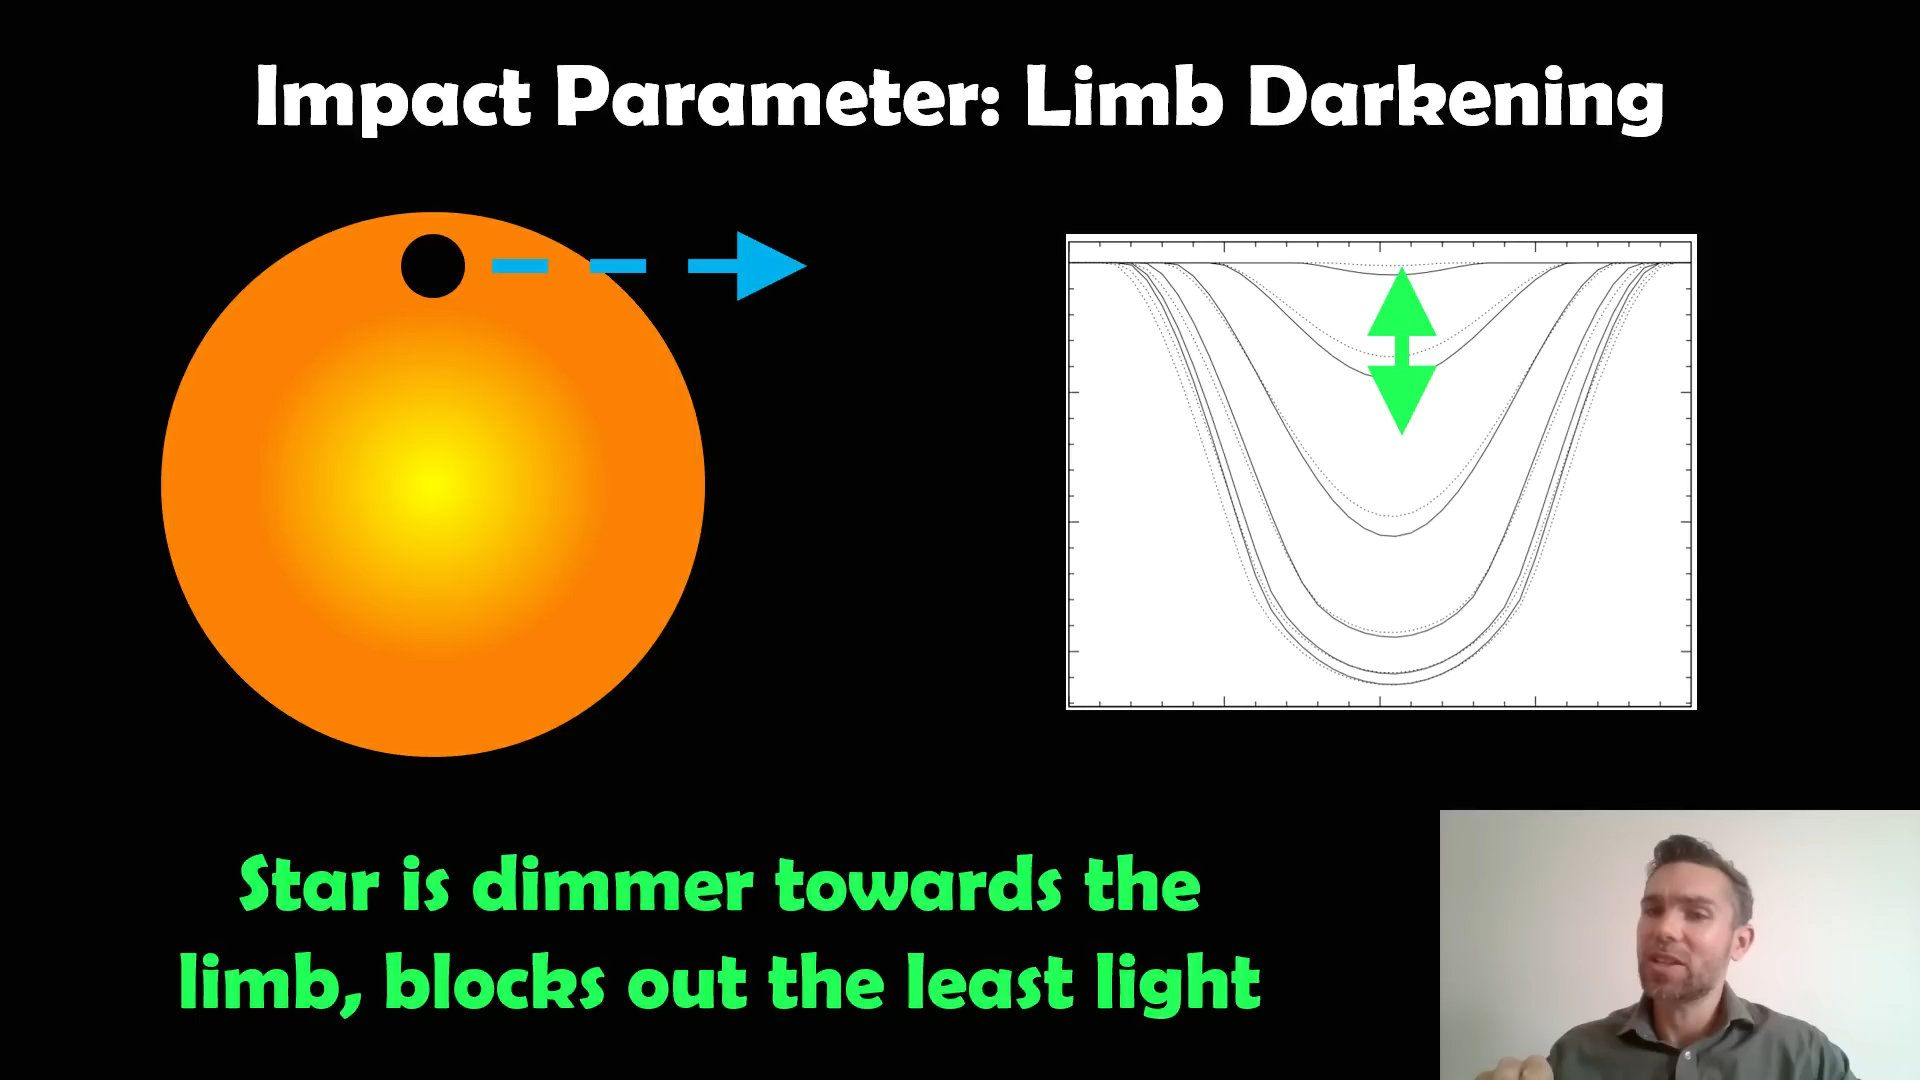 Impact Parameter: Limb Darkening
Star is dimmer towards the
limb, blocks out the least light